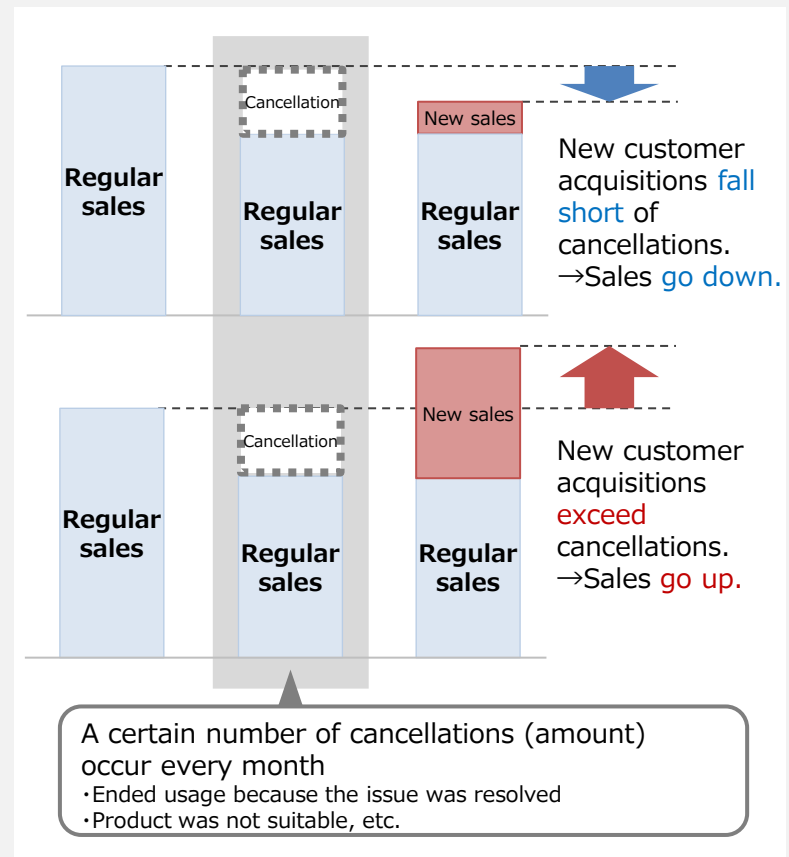 Regular
sales
Cancellation
Regular
sales
New sales
Regular
sales
New customer
acquisitions fall
short of
cancellations.
→Sales go down.
Regular
sales
Cancellation
Regular
sales
New sales
Regular
sales
New customer
acquisitions
exceed
cancellations.
→Sales go up.
A certain number of cancellations (amount)
occur every month
・Ended usage because the issue was resolved
・Product was not suitable, etc.